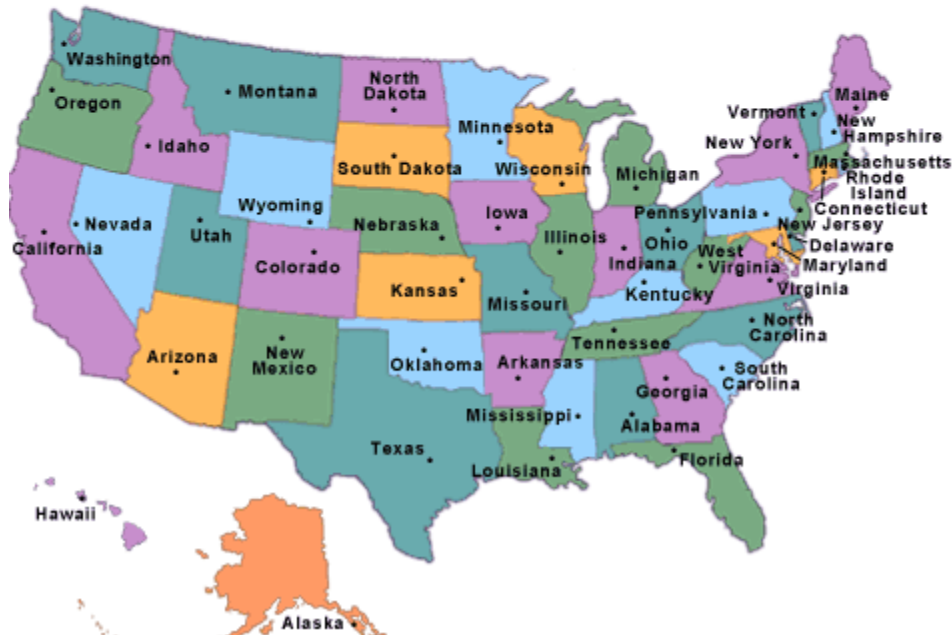 Washington
Montana
North
Dakota
Minnesota
Maine
Oregon
Vermont
New
Hampshire
Idaho
South Dakota
Wisconsin
New York
Massachusetts
Rhode
Island
Michigan
Wyoming
Nebraska
Iowa
Pennsylvania
Connecticut
Nevada
Utah
Illinois
New Jersey
California
Colorado
Indiana
Ohio
West
Virginia
Delaware
Maryland
Kansas
Missouri
Kentucky
Virginia
Arizona
New
Mexico
Oklahoma
Arkansas
Tennessee
North
Carolina
South
Carolina
Georgia
Mississippi
Alabama
Texas
Louisiana
Florida
Hawaii
Alaska